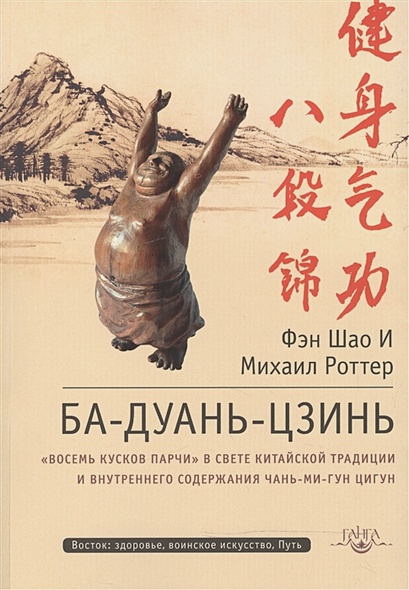 健身气功
八段锦
Фэн Шао И
Михаил Роттер
БА-ДУАНЬ-ЦЗИНЬ
«ВОСЕМЬ КУСКОВ ПАРЧИ» В СВЕТЕ КИТАЙСКОЙ ТРАДИЦИИ
И ВНУТРЕННЕГО СОДЕРЖАНИЯ ЧАНЬ-МИ-ГУН ЦИГУН
Восток: здоровье, воинское искусство, Путь
ГАНГА